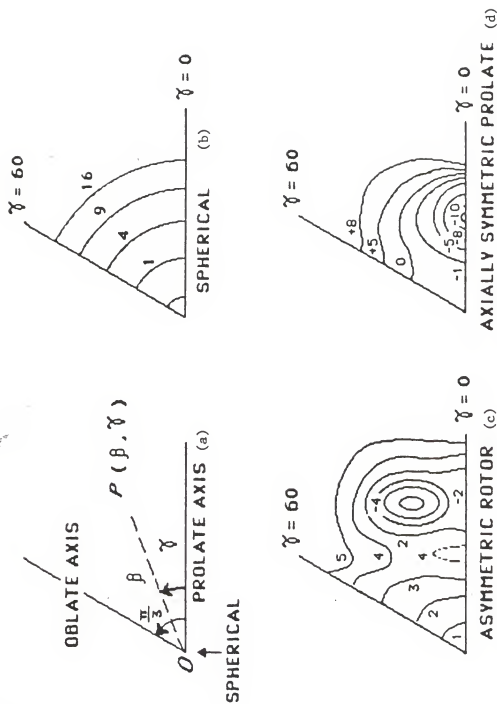 OBLATE AXIS
P (β, γ)
β
π/3
γ
O
PROLATE AXIS (a)
SPHERICAL
γ = 60
16
9
4
1
γ = 0
SPHERICAL (b)
γ = 60
5
4
-4
2
3
4
-2
2
1
γ = 0
ASYMMETRIC ROTOR (c)
γ = 60
+8
+5
0
-5
-8
-10
-1
γ = 0
AXIALLY SYMMETRIC PROLATE (d)